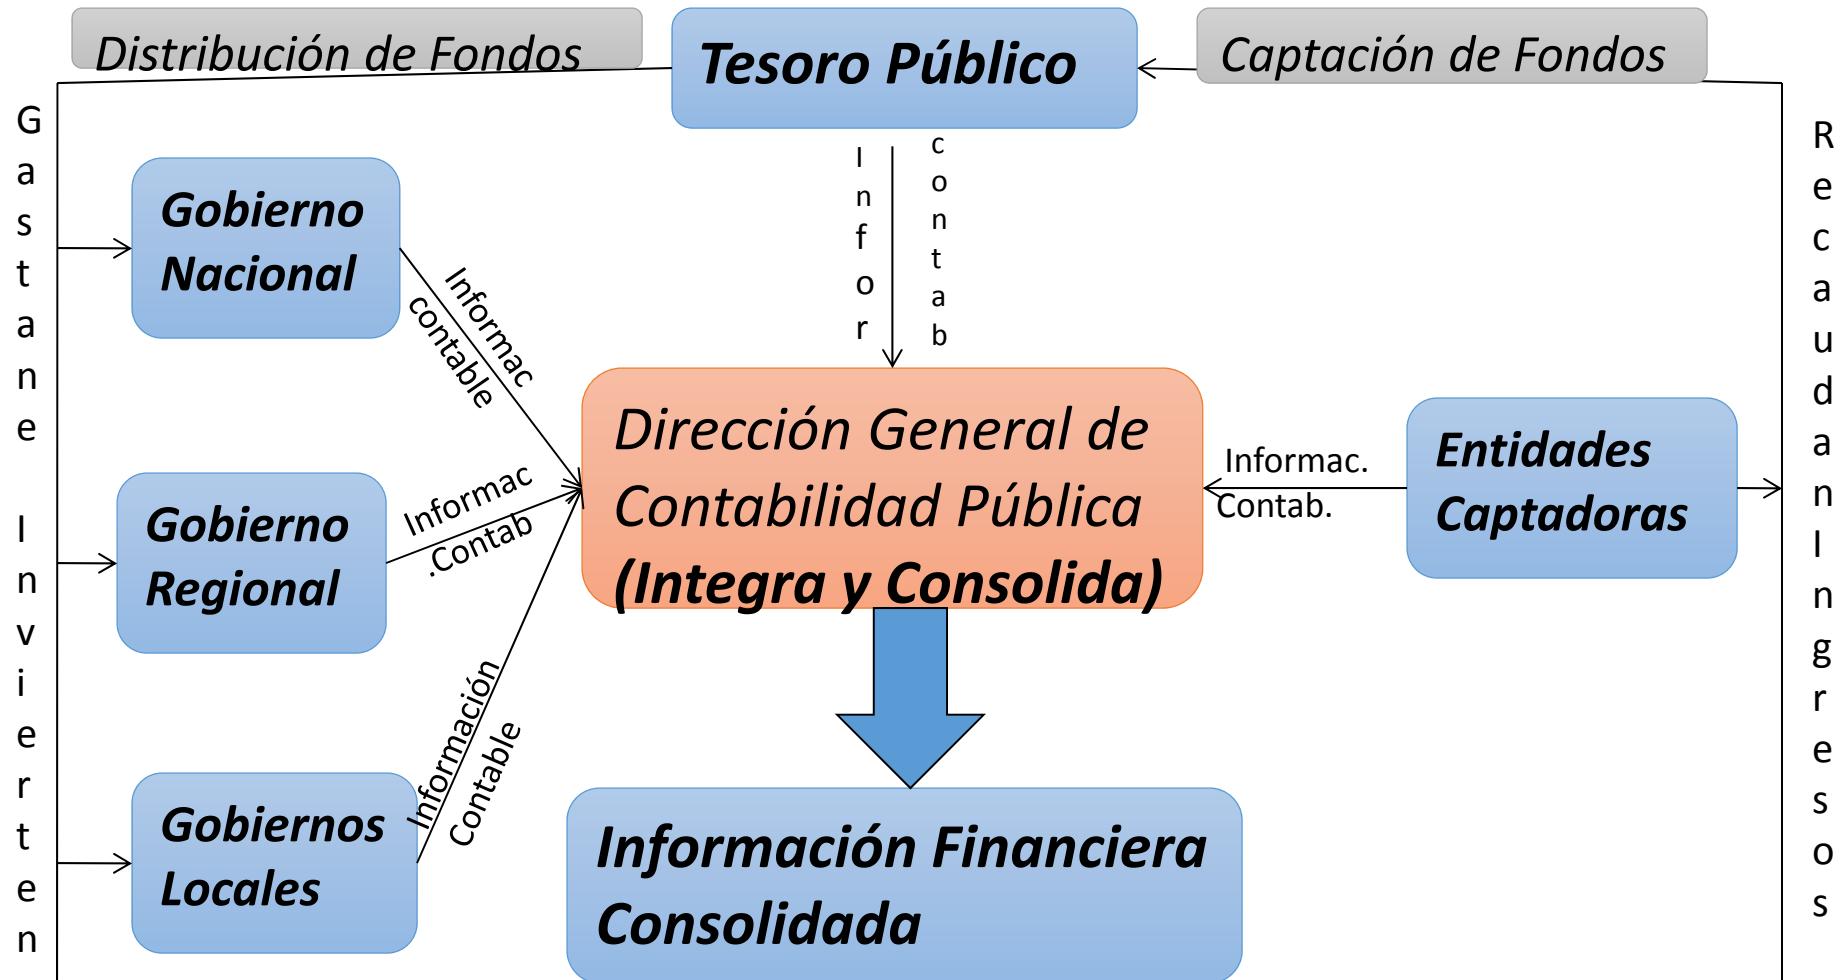 Distribución de Fondos
Tesoro Público
Captación de Fondos
Gastan e Invierten
Infor
contab
Recaudan Ingresos
Gobierno
Nacional
Informac
contable
Dirección General de
Contabilidad Pública
(Integra y Consolida)
Informac.
Contab.
Entidades
Captadoras
Gobierno
Regional
Informac
.Contab
Gobiernos
Locales
Información
Contable
Información Financiera
Consolidada